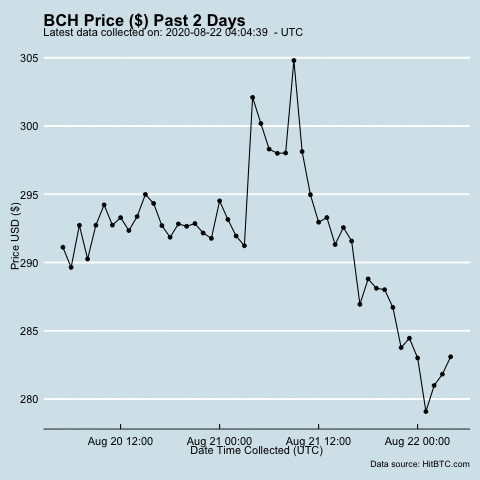 BCH Price ($) Past 2 Days
Latest data collected on: 2020-08-22 04:04:39 - UTC
305
300
295
290
285
280
Price USD ($)
Aug 20 12:00 Aug 21 00:00 Aug 21 12:00 Aug 22 00:00
Date Time Collected (UTC)
Data source: HitBTC.com